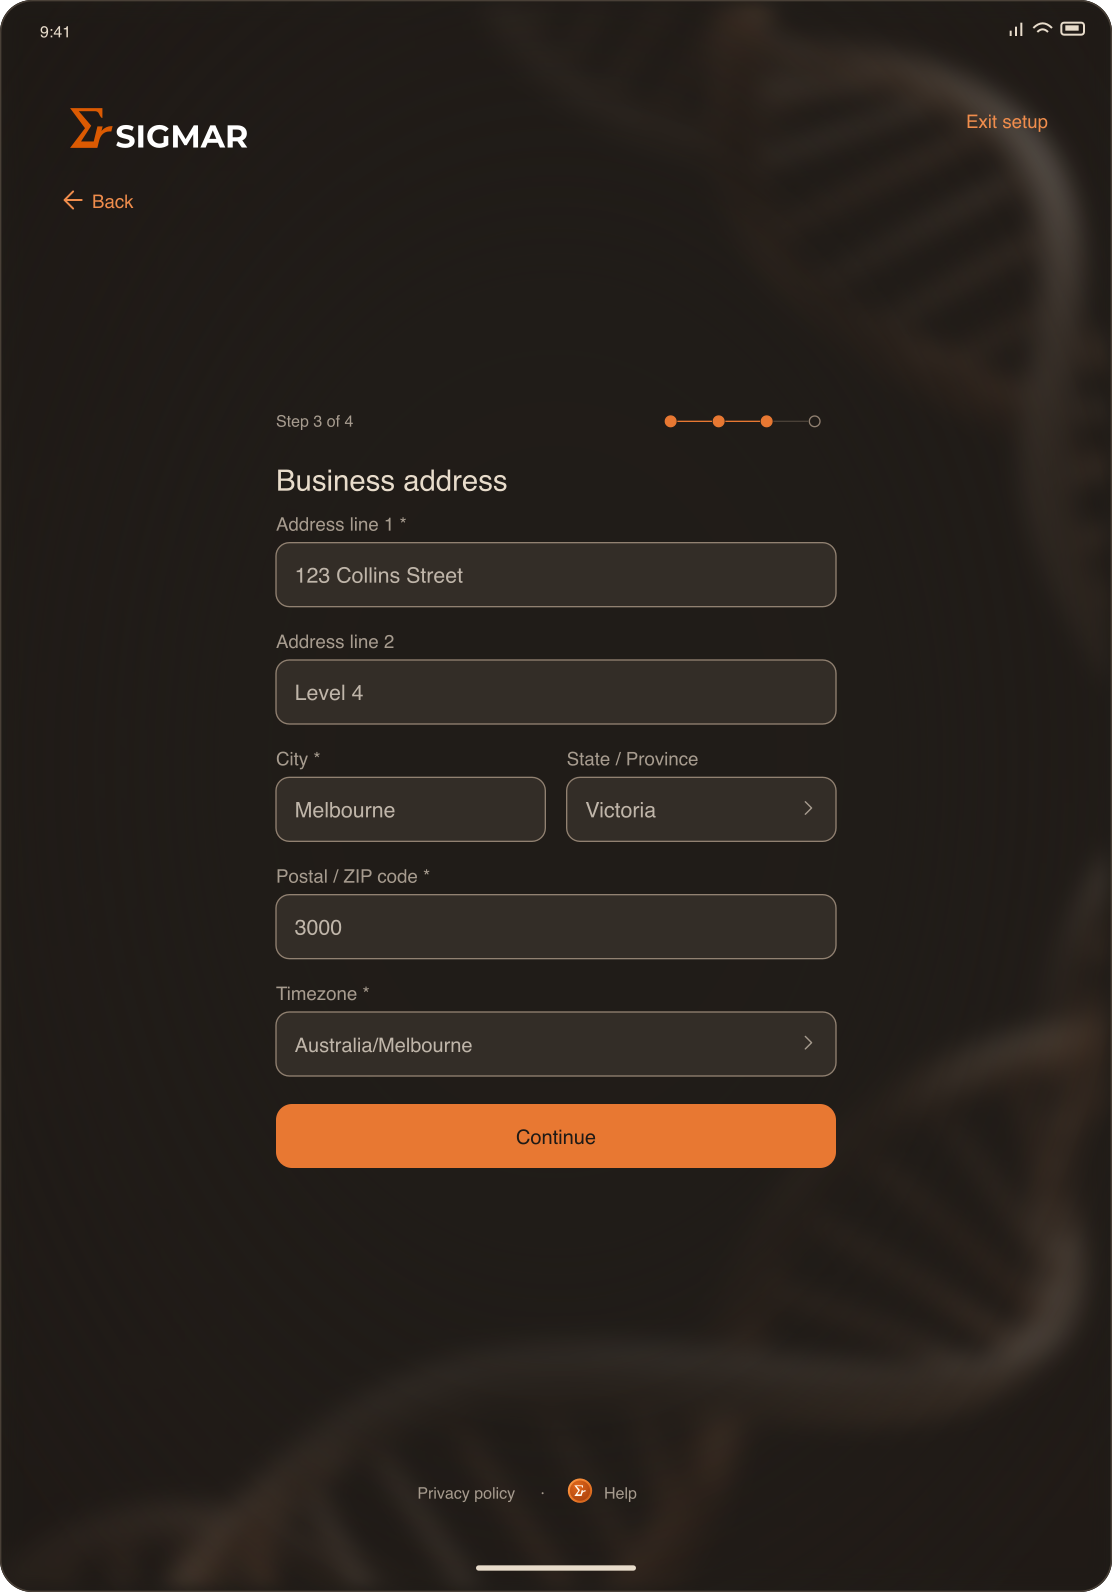 9:41
SIGMAR
Exit setup
Back
Step 3 of 4
Business address
Address line 1 *
123 Collins Street
Address line 2
Level 4
City *
State / Province
Melbourne
Victoria
Postal / ZIP code *
3000
Timezone *
Australia/Melbourne
Continue
Privacy policy · Help